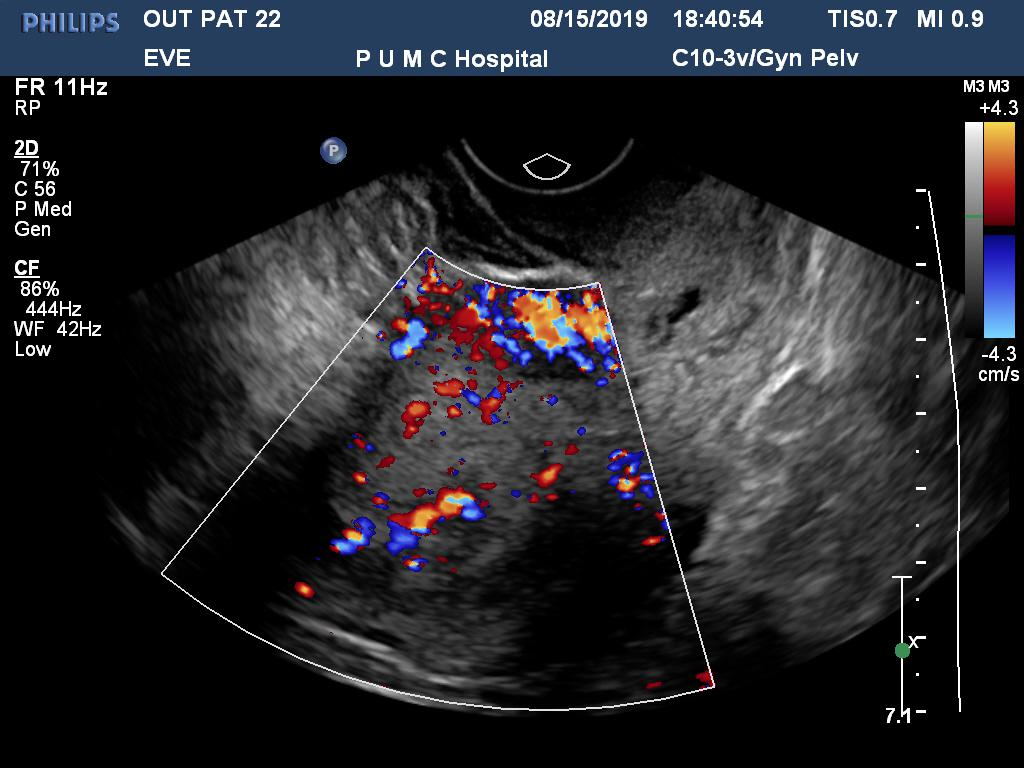 PHILIPS OUT PAT 22 08/15/2019 18:40:54 TIS0.7 MI 0.9
EVE P U M C Hospital C10-3v/Gyn Pelv
FR 11Hz
RP
2D
71%
C 56
P Med
Gen
CF
86%
444Hz
WF 42Hz
Low
P
M3 M3
+4.3
-4.3
cm/s
X
7.1